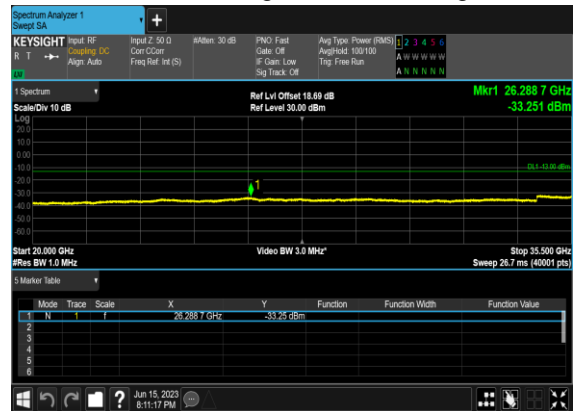 Spectrum Analyzer 1
Swept SA
+
KEYSIGHT Input: RF Input Z: 50 Ω #Atten: 30 dB PNO: Fast Avg Type: Power (RMS) 1 2 3 4 5 6
R T Coupling: DC Corr CCorr Gate: Off Avg|Hold: 100/100 A W W W W W
Align: Auto Freq Ref: Int (S) IF Gain: Low Trig: Free Run
LW Sig Track: Off A N N N N N
1 Spectrum Ref Lvl Offset 18.69 dB Mkr1 26.288 7 GHz
Scale/Div 10 dB Ref Level 30.00 dBm -33.251 dBm
Log
20.0
10.0
0.00
-10.0
DL1 -13.00 dBm
-20.0
1
-30.0
-40.0
-50.0
-60.0
Start 20.000 GHz Video BW 3.0 MHz* Stop 35.500 GHz
#Res BW 1.0 MHz Sweep 26.7 ms (40001 pts)
5 Marker Table
Mode Trace Scale X Y Function Function Width Function Value
1 N 1 f 26.288 7 GHz -33.25 dBm
2
3
4
5
6
? Jun 15, 2023
8:11:17 PM